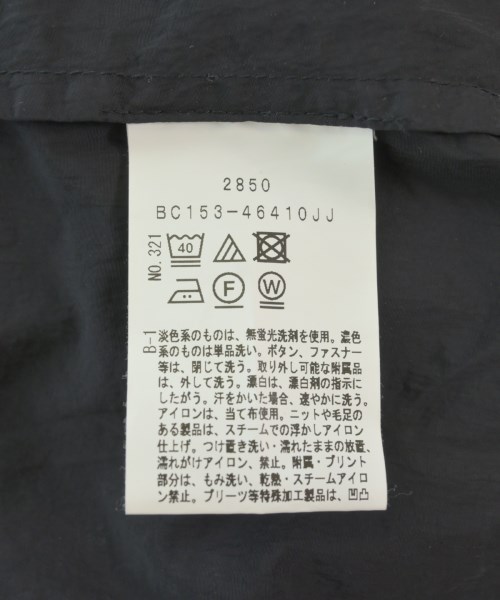 2850
BC153-46410JJ
NO.321
40
F
W
B-1
淡色系のものは、無蛍光洗剤を使用。濃色
系のものは単品洗い。ボタン、ファスナー
等は、閉じて洗う。取り外し可能な附属品
は、外して洗う。漂白は、漂白剤の指示に
したがう。汗をかいた場合、速やかに洗う。
アイロンは、当て布使用。ニットや毛足の
ある製品は、スチームでの浮かしアイロン
仕上げ。つけ置き洗い・濡れたままの放置、
濡れがけアイロン、禁止。附属・プリント
部分は、もみ洗い、乾熱・スチームアイロ
ン禁止。プリーツ等特殊加工製品は、凹凸